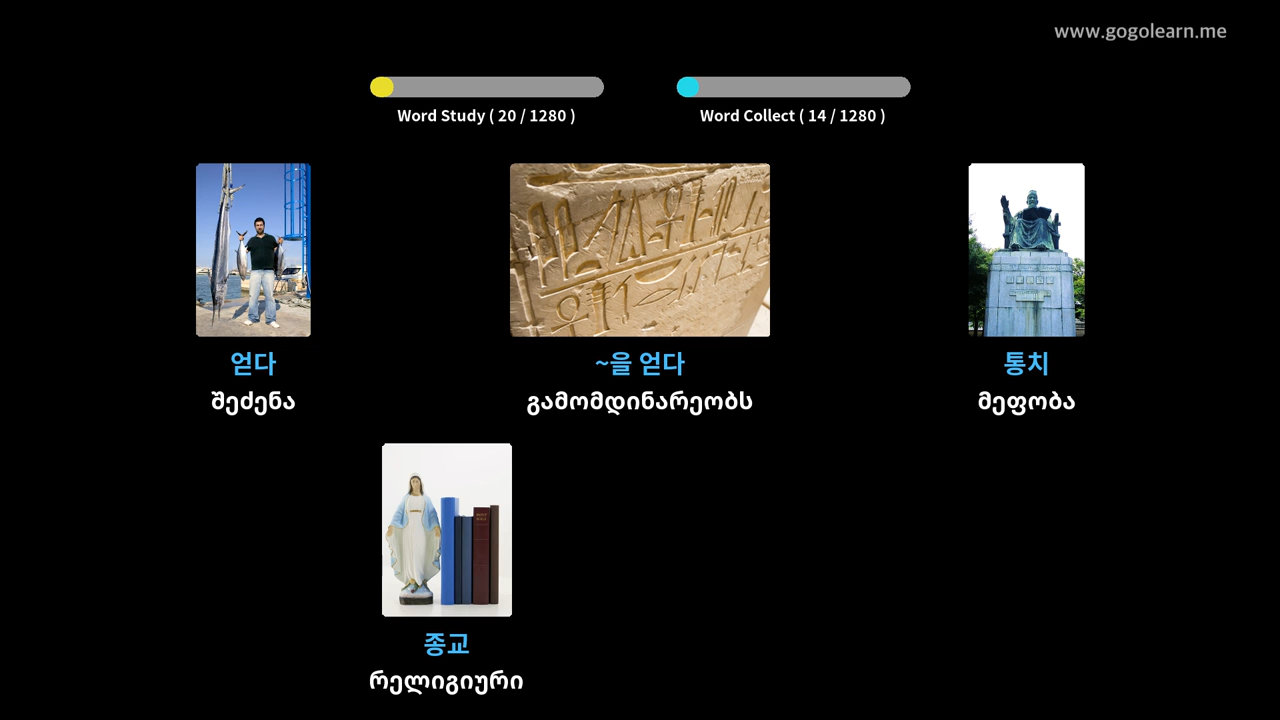 www.gogolearn.me
Word Study ( 20 / 1280 )
Word Collect ( 14 / 1280 )
얻다
შეძენა
~을 얻다
გამომდინარეობს
통치
მეფობა
종교
რელიგიური